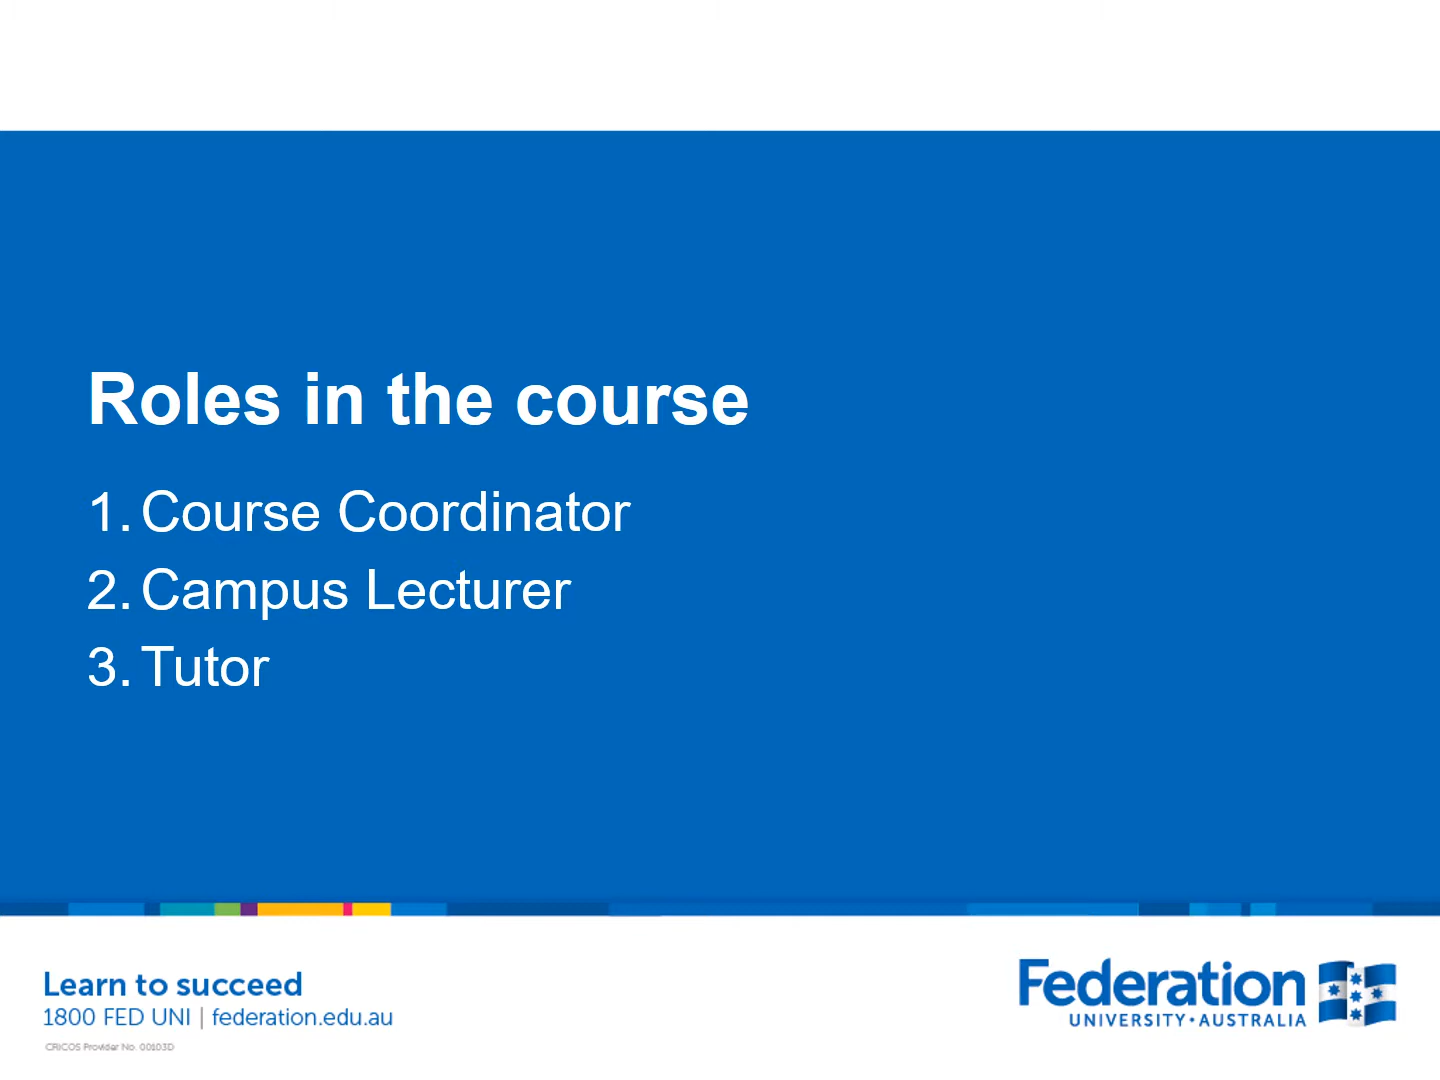 Roles in the course
1. Course Coordinator
2. Campus Lecturer
3. Tutor
Learn to succeed
1800 FED UNI | federation.edu.au
CRICOS Provider No. 00103D
Federation
UNIVERSITY • AUSTRALIA